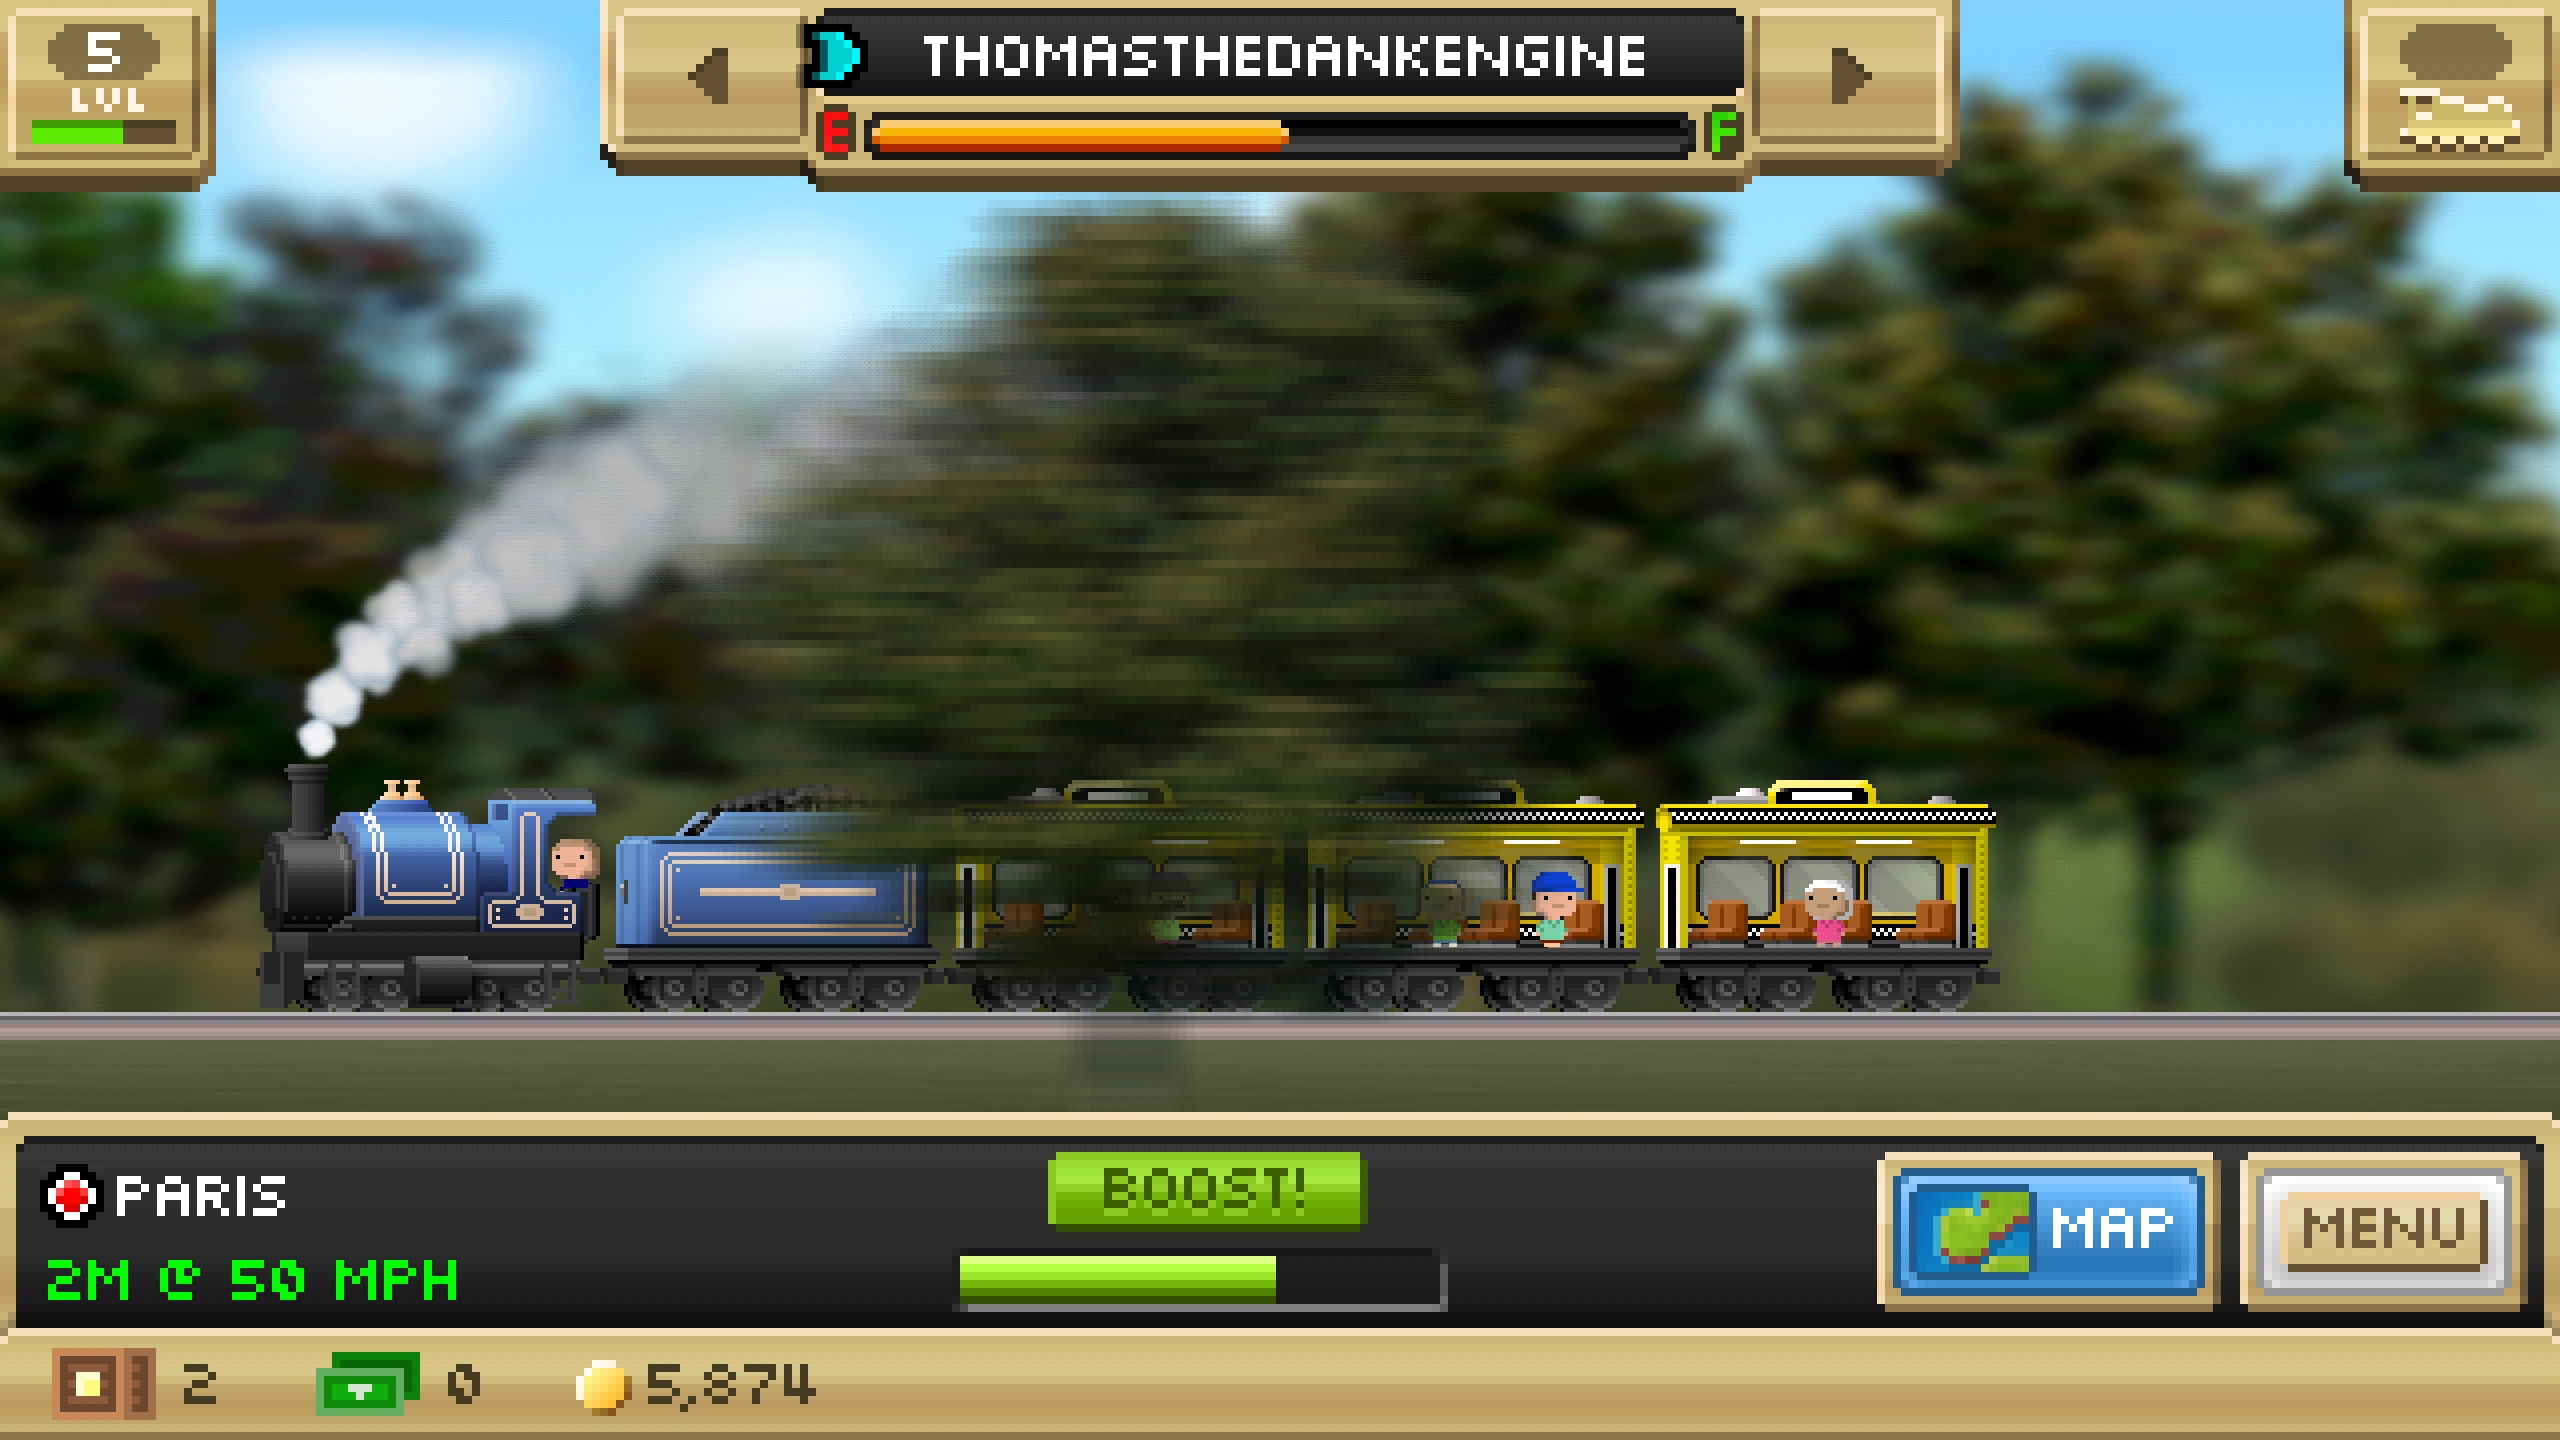 5
LVL
THOMASTHEDANKENGINE
E F
PARIS
BOOST!
2M @ 50 MPH
MAP
MENU
2
0
5,874